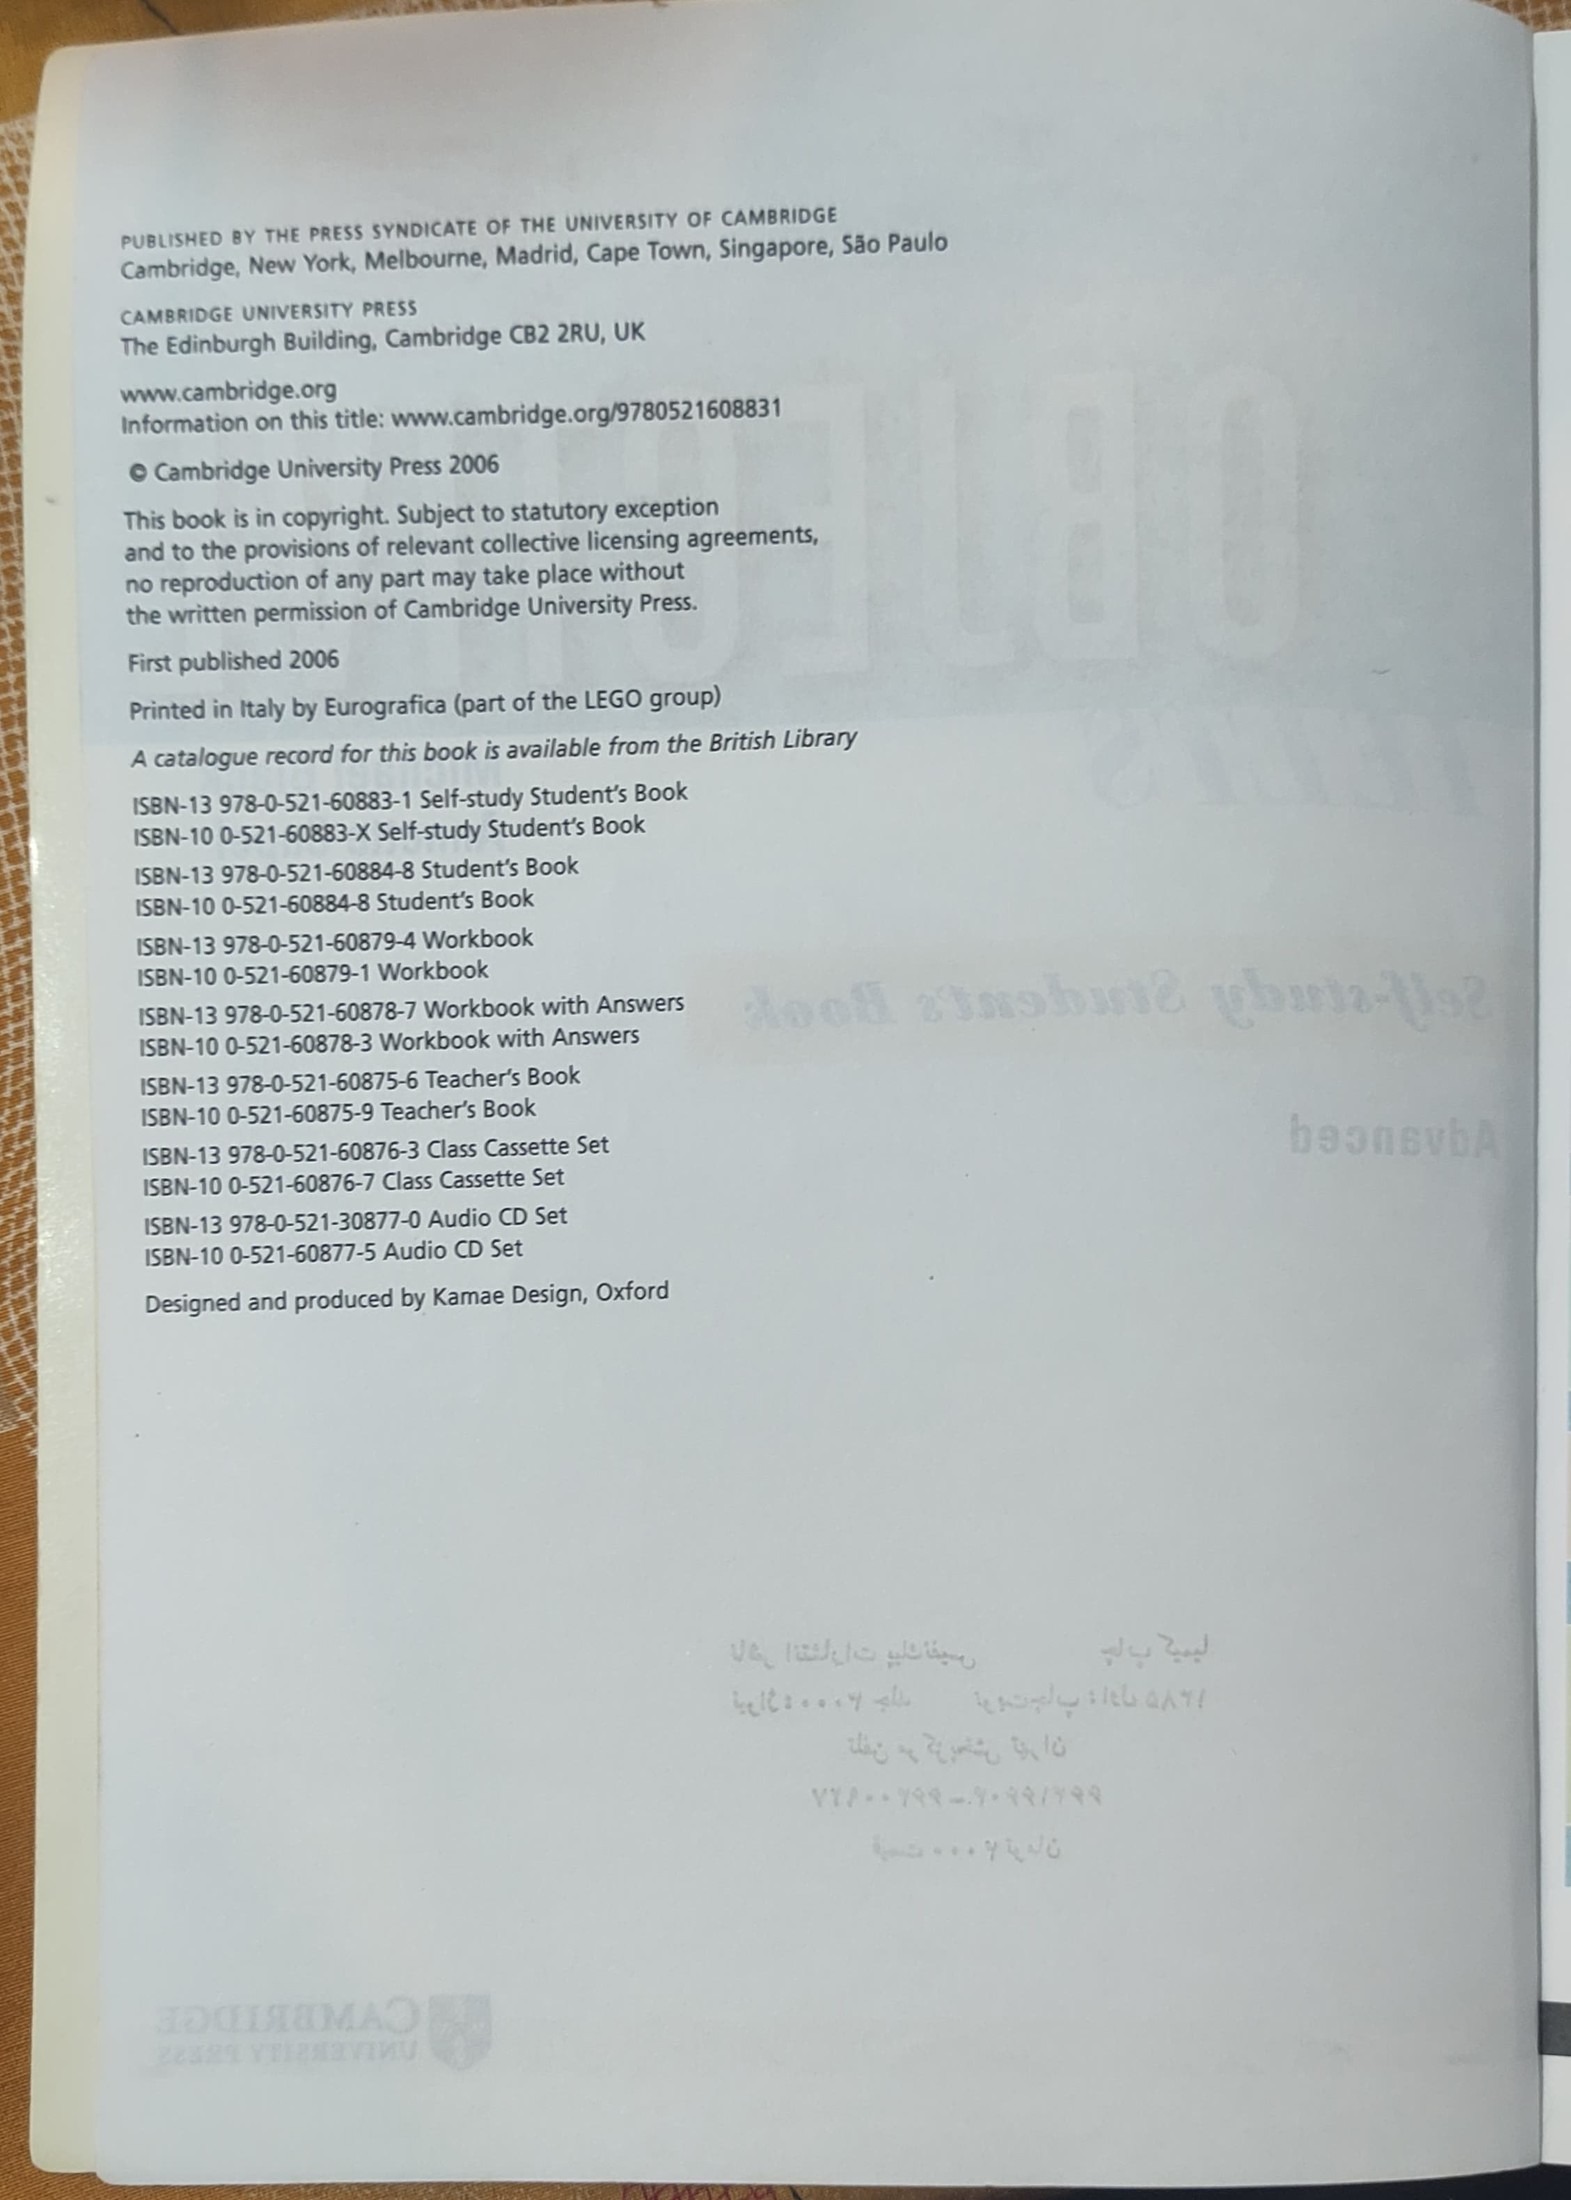 PUBLISHED BY THE PRESS SYNDICATE OF THE UNIVERSITY OF CAMBRIDGE
Cambridge, New York, Melbourne, Madrid, Cape Town, Singapore, São Paulo
CAMBRIDGE UNIVERSITY PRESS
The Edinburgh Building, Cambridge CB2 2RU, UK
www.cambridge.org
Information on this title: www.cambridge.org/9780521608831
© Cambridge University Press 2006
This book is in copyright. Subject to statutory exception
and to the provisions of relevant collective licensing agreements,
no reproduction of any part may take place without
the written permission of Cambridge University Press.
First published 2006
Printed in Italy by Eurografica (part of the LEGO group)
A catalogue record for this book is available from the British Library
ISBN-13 978-0-521-60883-1 Self-study Student's Book
ISBN-10 0-521-60883-X Self-study Student's Book
ISBN-13 978-0-521-60884-8 Student's Book
ISBN-10 0-521-60884-8 Student's Book
ISBN-13 978-0-521-60879-4 Workbook
ISBN-10 0-521-60879-1 Workbook
ISBN-13 978-0-521-60878-7 Workbook with Answers
ISBN-10 0-521-60878-3 Workbook with Answers
ISBN-13 978-0-521-60875-6 Teacher's Book
ISBN-10 0-521-60875-9 Teacher's Book
ISBN-13 978-0-521-60876-3 Class Cassette Set
ISBN-10 0-521-60876-7 Class Cassette Set
ISBN-13 978-0-521-30877-0 Audio CD Set
ISBN-10 0-521-60877-5 Audio CD Set
Designed and produced by Kamae Design, Oxford
Self-study Student's Book
Advanced
CAMBRIDGE
UNIVERSITY PRESS